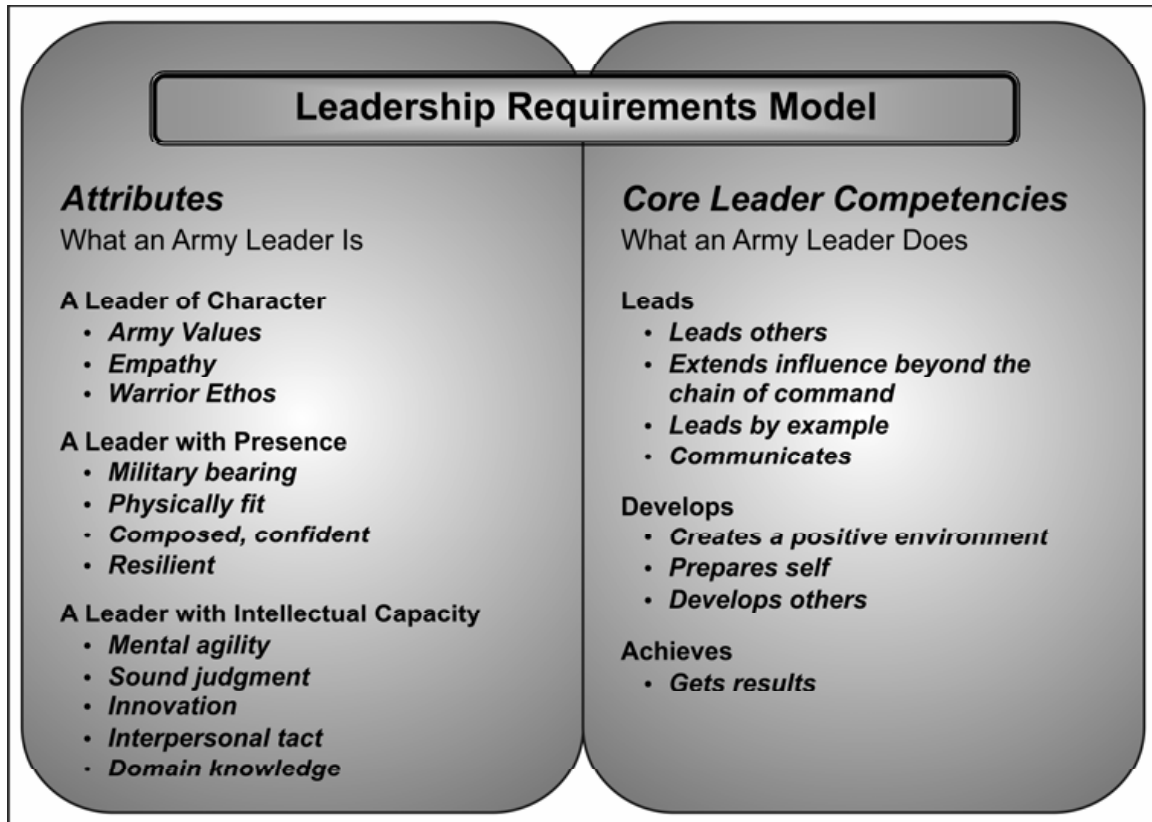 Leadership Requirements Model
Attributes
What an Army Leader Is
A Leader of Character
• Army Values
• Empathy
• Warrior Ethos
A Leader with Presence
• Military bearing
• Physically fit
• Composed, confident
• Resilient
A Leader with Intellectual Capacity
• Mental agility
• Sound judgment
• Innovation
• Interpersonal tact
• Domain knowledge
Core Leader Competencies
What an Army Leader Does
Leads
• Leads others
• Extends influence beyond the
chain of command
• Leads by example
• Communicates
Develops
• Creates a positive environment
• Prepares self
• Develops others
Achieves
• Gets results